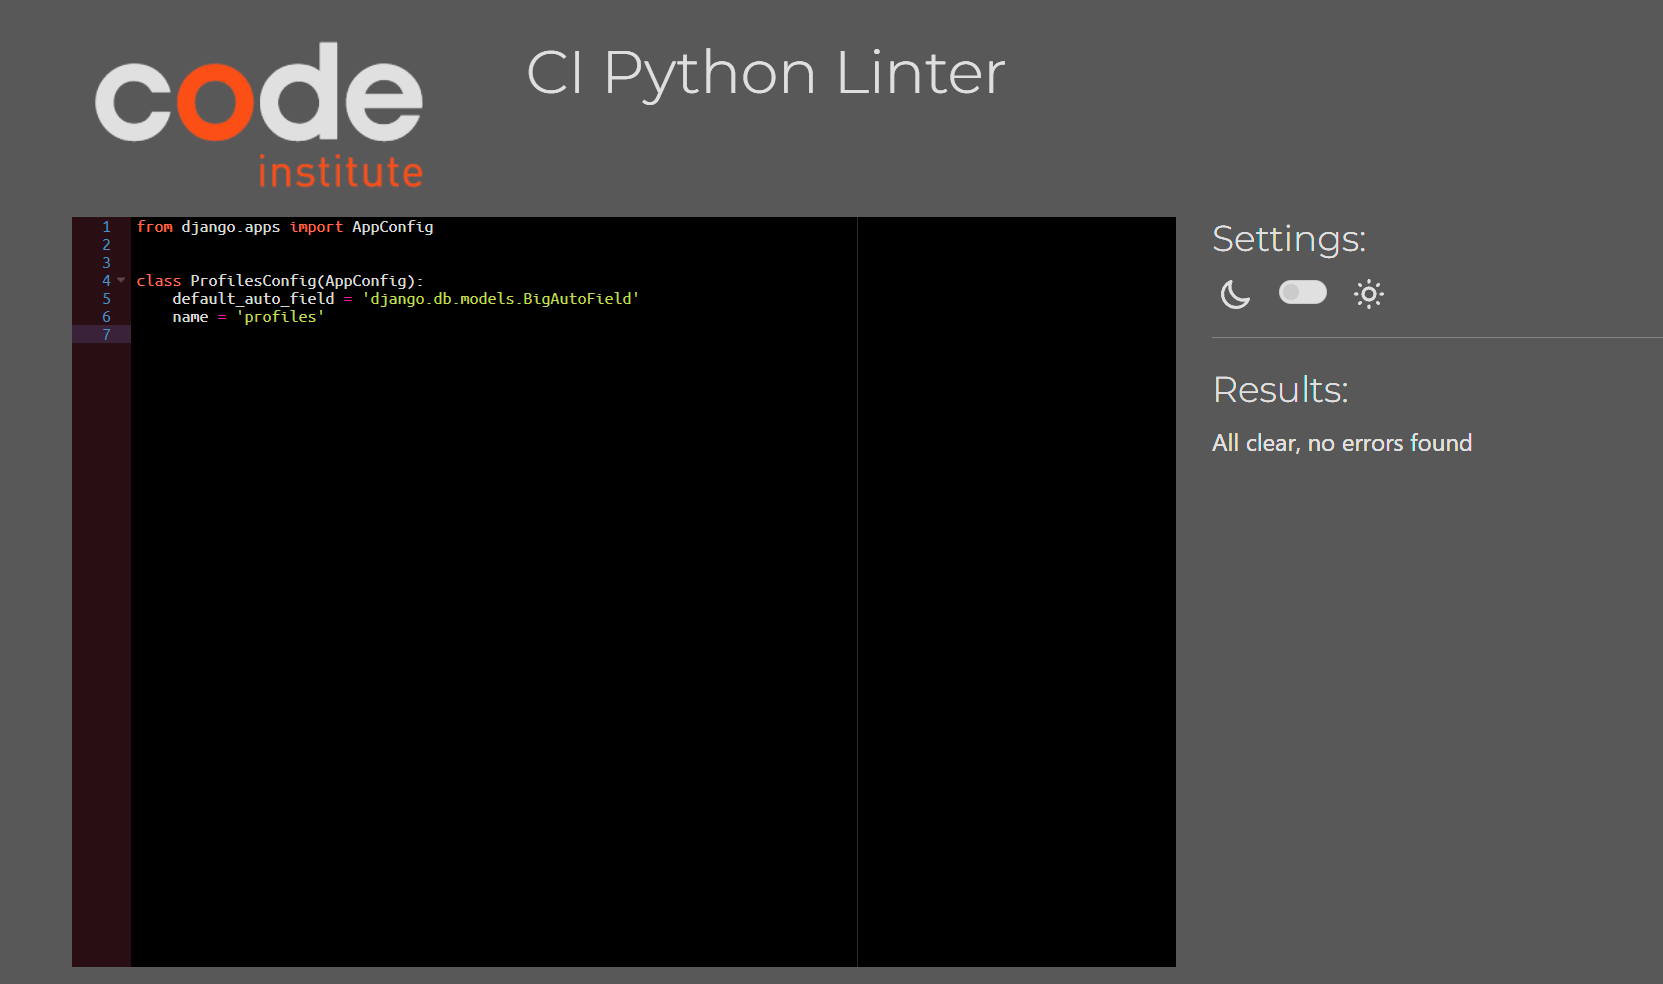 code
institute
CI Python Linter
1 from django.apps import AppConfig
2
3
4 class ProfilesConfig(AppConfig):
5     default_auto_field = 'django.db.models.BigAutoField'
6     name = 'profiles'
7
Settings:
Results:
All clear, no errors found